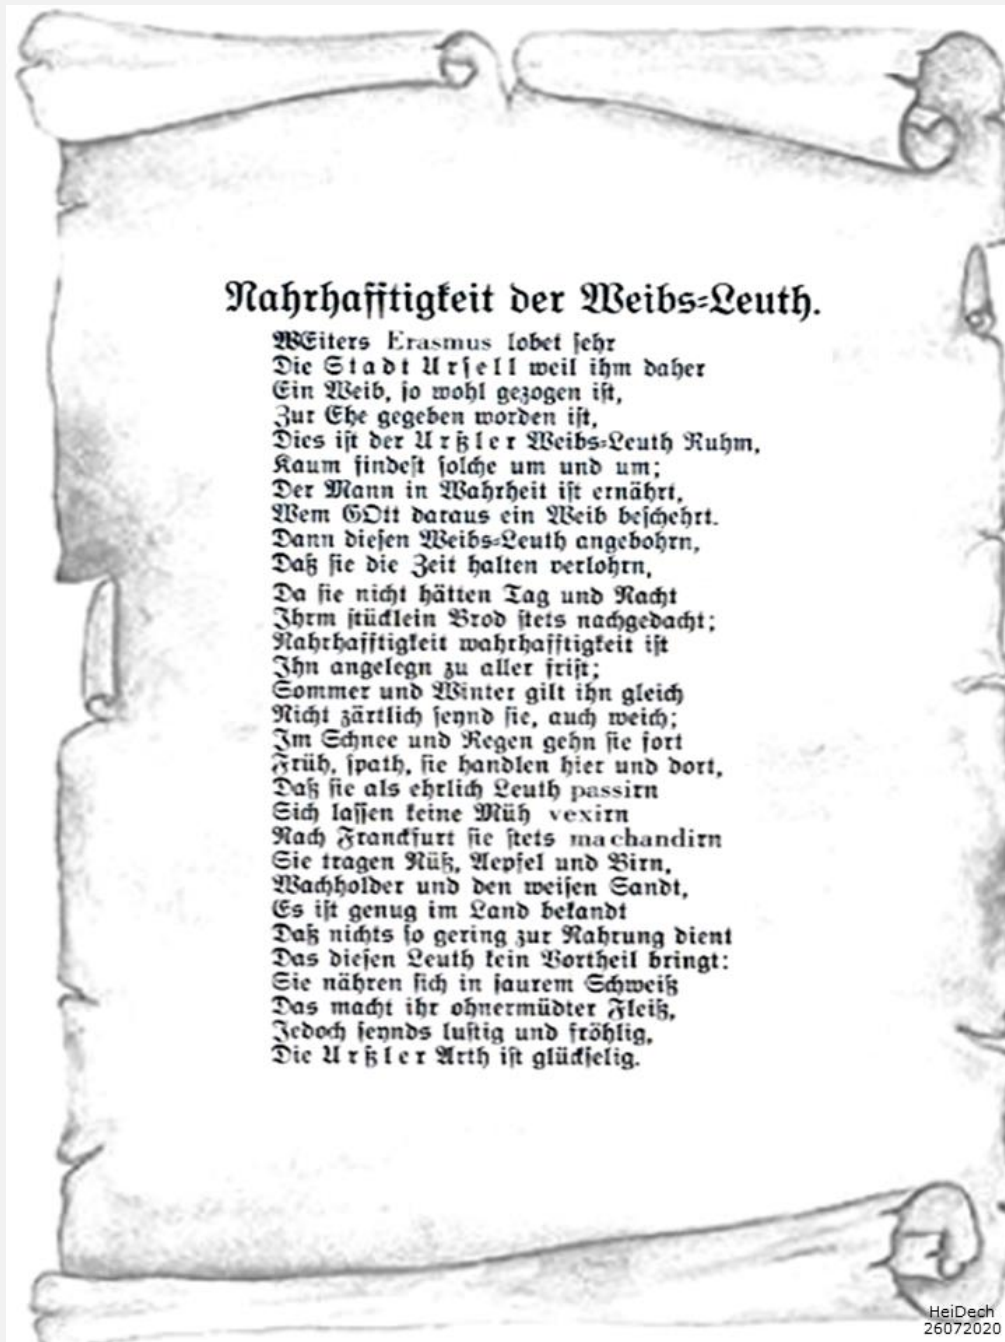 Nahrhafftigkeit der Weibs-Leuth.
WEiters Erasmus lobet sehr
Die Stadt Ursell weil ihm daher
Ein Weib, so wohl gezogen ist,
Zur Ehe gegeben worden ist,
Dies ist der Urßler Weibs-Leuth Ruhm,
Kaum findest solche um und um;
Der Mann in Wahrheit ist ernährt,
Wem GOtt daraus ein Weib beschehrt.
Dann diesen Weibs-Leuth angebohrn,
Daß sie die Zeit halten verlohrn,
Da sie nicht hätten Tag und Nacht
Ihrm stücklein Brod stets nachgedacht;
Nahrhafftigkeit wahrhafftigkeit ist
Ihn angelegn zu aller frist;
Sommer und Winter gilt ihn gleich
Nicht zärtlich seynd sie, auch weich;
Im Schnee und Regen gehn sie fort
Früh, spath, sie handlen hier und dort,
Daß sie als ehrlich Leuth passirn
Sich lassen keine Müh vexirn
Nach Franckfurt sie stets machandirn
Sie tragen Nüß, Aepfel und Birn,
Wachholder und den weisen Sandt,
Es ist genug im Land bekandt
Daß nichts so gering zur Nahrung dient
Das diesen Leuth kein Vortheil bringt:
Sie nähren sich in saurem Schweiß
Das macht ihr ohnermüdter Fleiß,
Jedoch seynds lustig und fröhlig,
Die Urßler Arth ist glückselig.
HeiDech
26072020